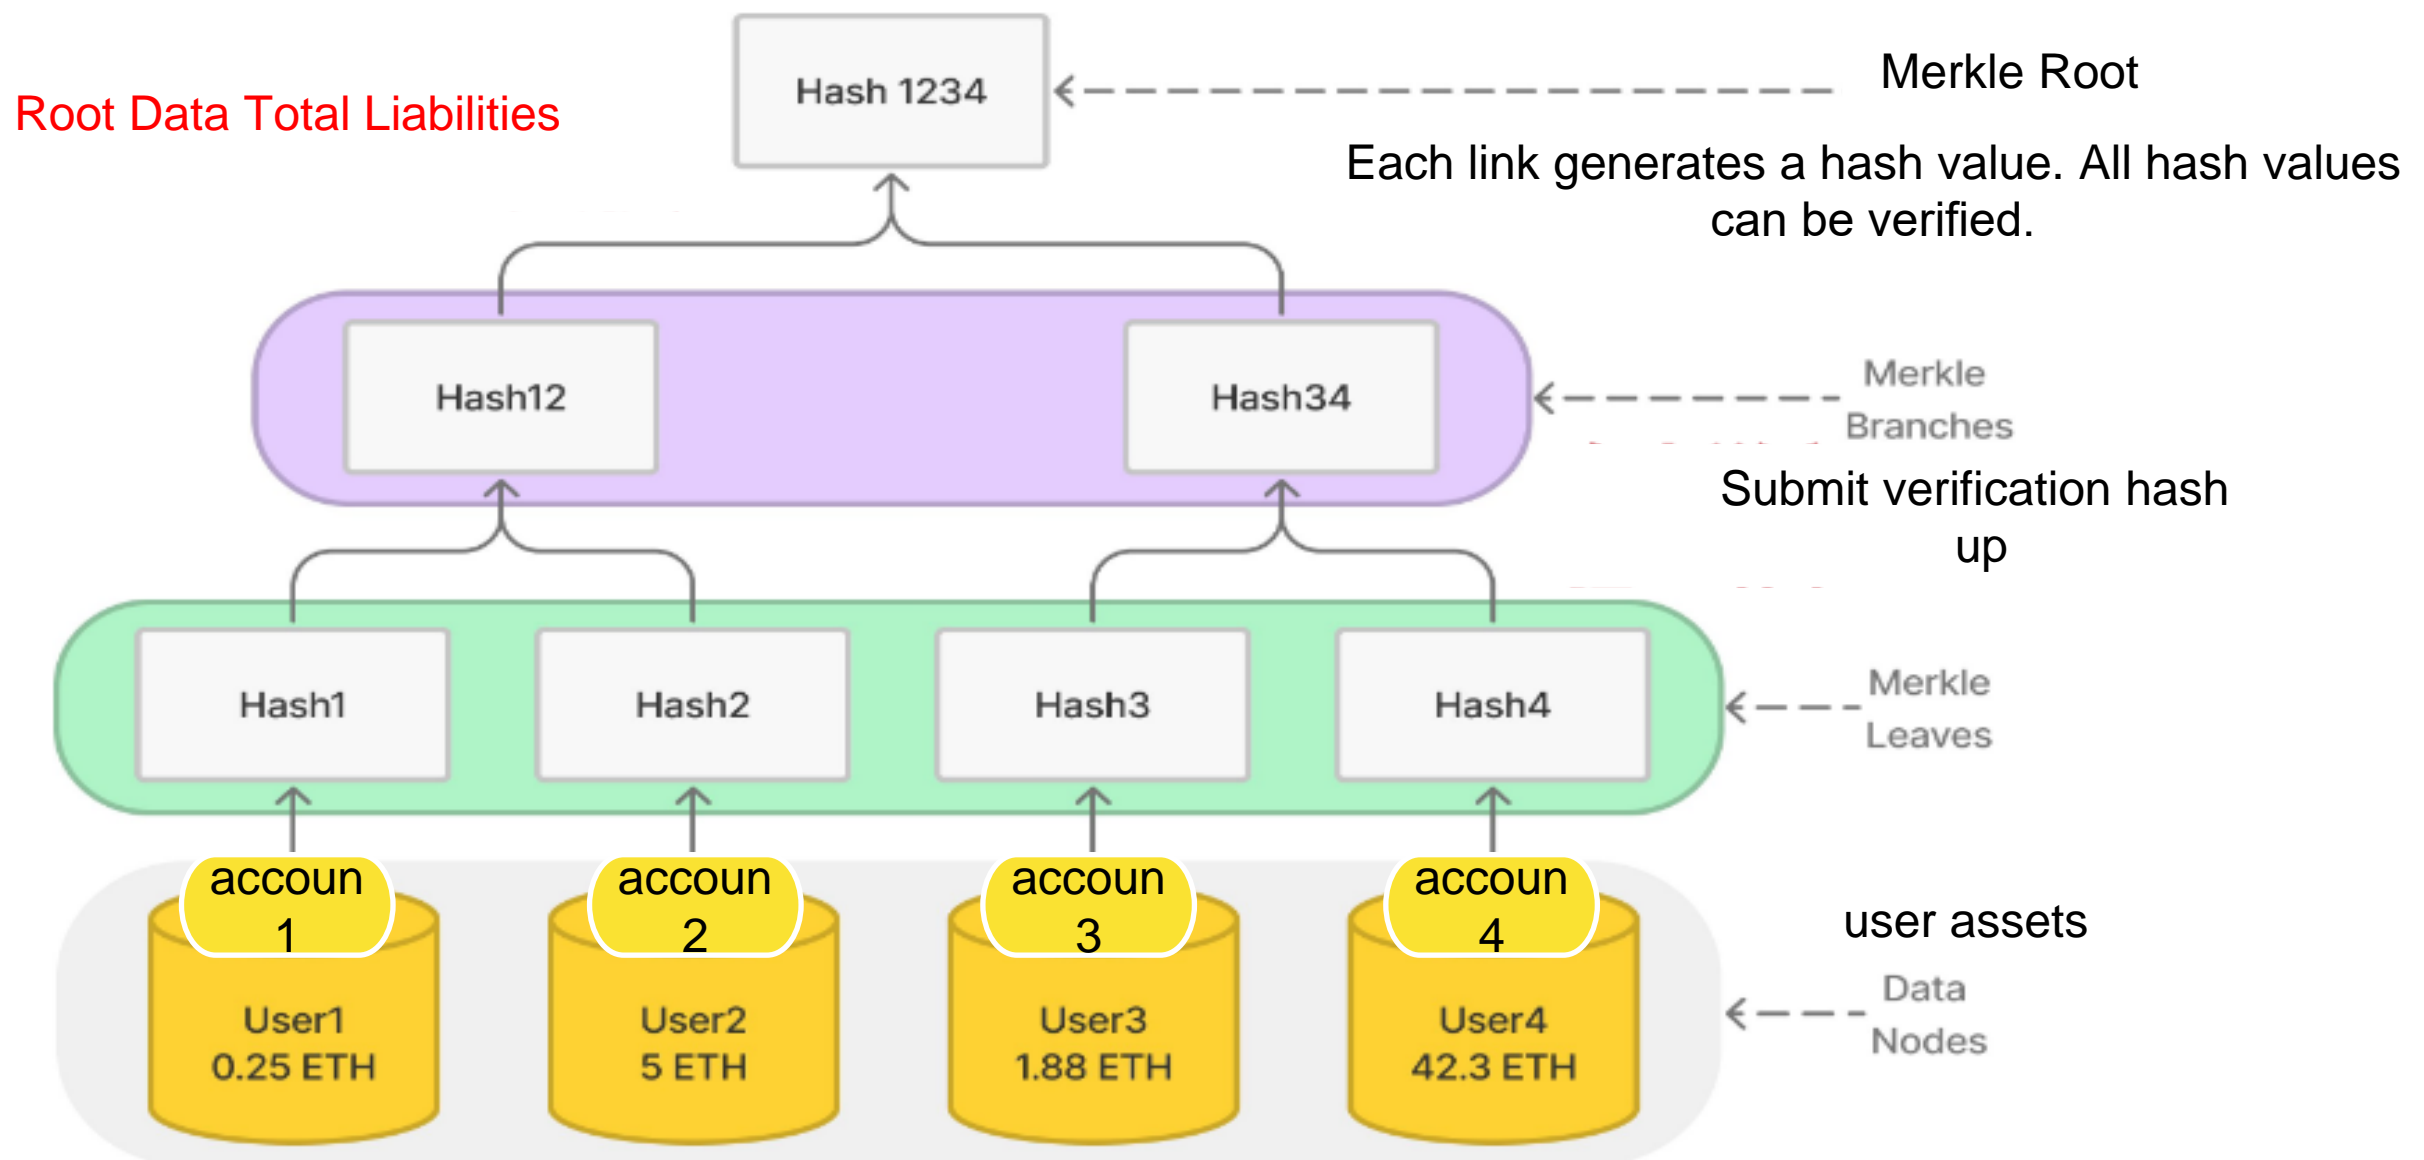 Hash 1234
Merkle Root
Root Data Total Liabilities
Each link generates a hash value. All hash values
can be verified.
Hash12
Hash34
Merkle
Branches
Submit verification hash
up
Hash1
Hash2
Hash3
Hash4
Merkle
Leaves
accoun
1
accoun
2
accoun
3
accoun
4
user assets
User1
0.25 ETH
User2
5 ETH
User3
1.88 ETH
User4
42.3 ETH
Data
Nodes